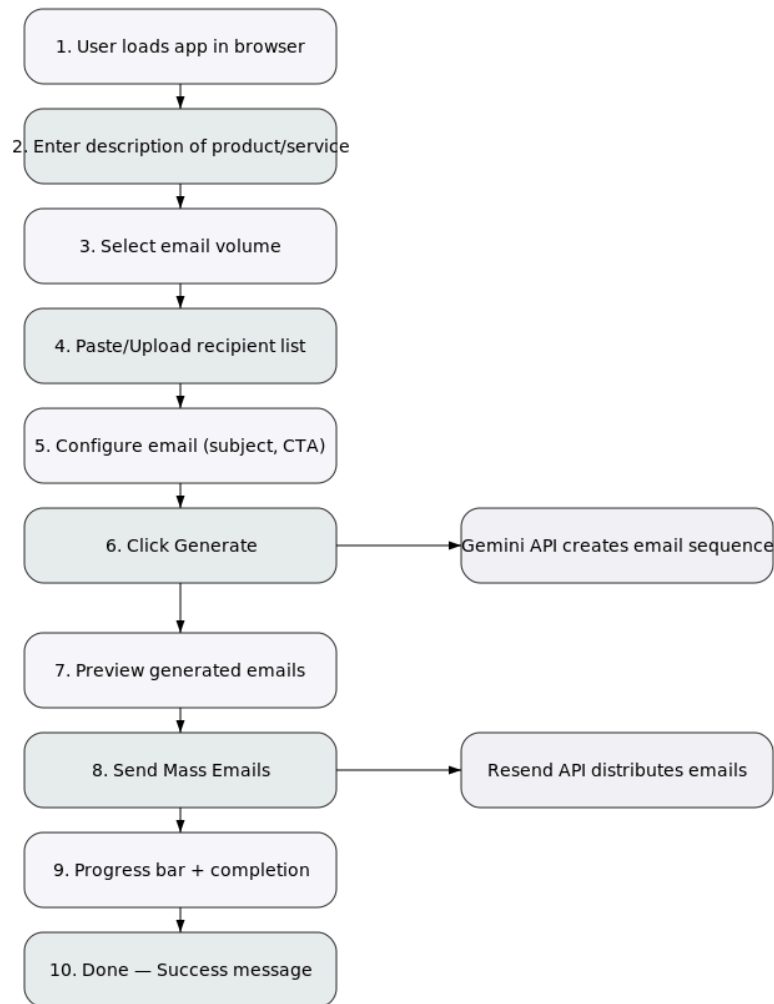 1. User loads app in browser
2. Enter description of product/service
3. Select email volume
4. Paste/Upload recipient list
5. Configure email (subject, CTA)
6. Click Generate
Gemini API creates email sequence
7. Preview generated emails
8. Send Mass Emails
Resend API distributes emails
9. Progress bar + completion
10. Done — Success message